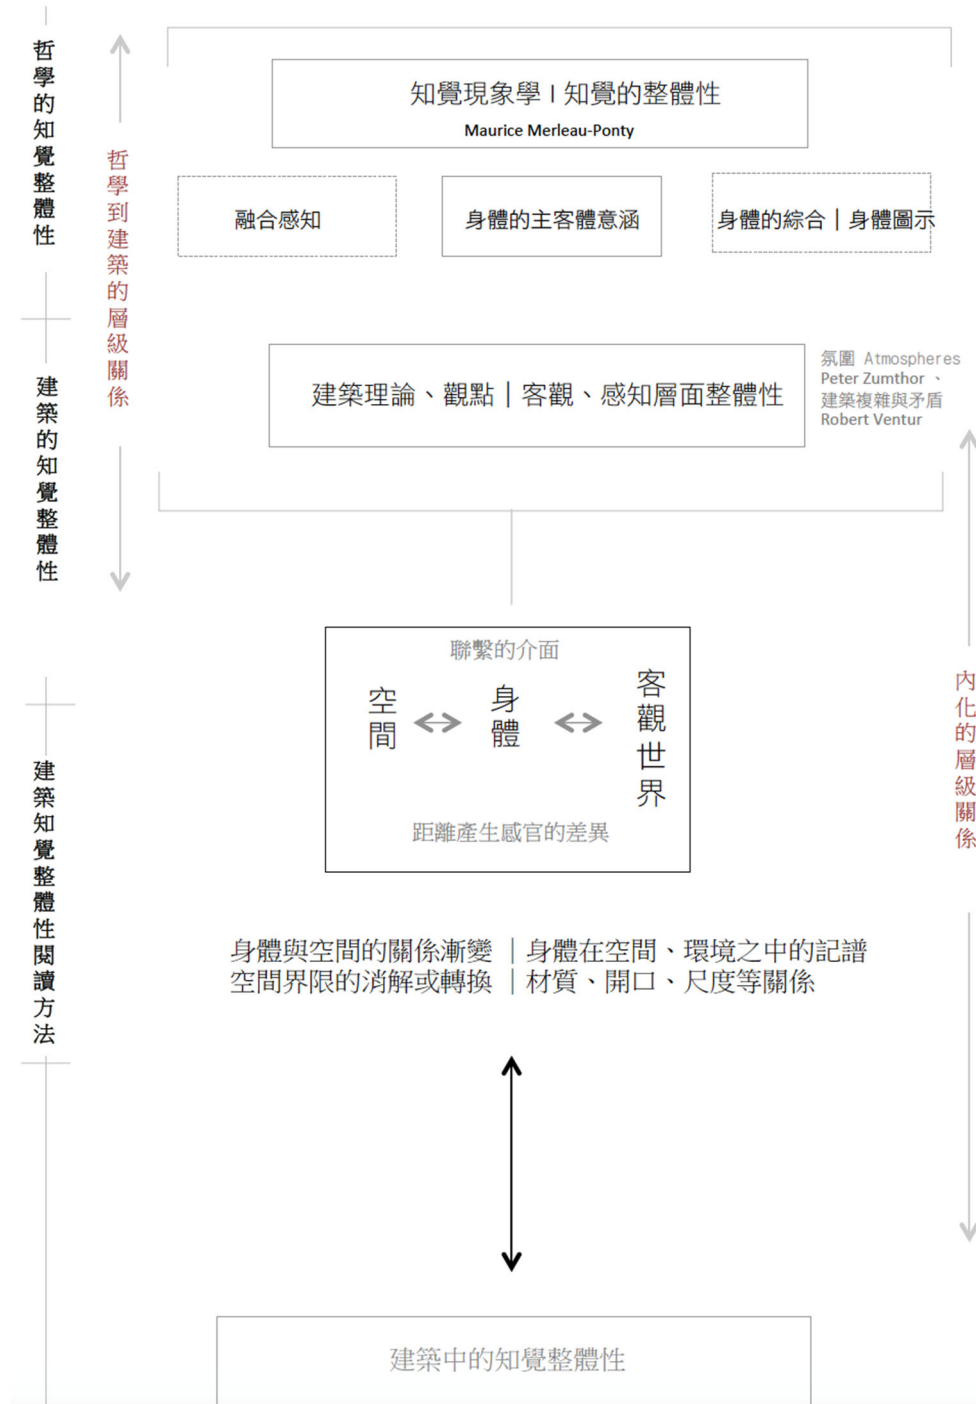 哲學的知覺整體性
哲學到建築的層級關係
知覺現象學 | 知覺的整體性
Maurice Merleau-Ponty
融合感知
身體的主客體意涵
身體的綜合｜身體圖示
建築的知覺整體性
建築理論、觀點｜客觀、感知層面整體性
氛圍 Atmospheres
Peter Zumthor 、
建築複雜與矛盾
Robert Ventur
聯繫的介面
空間
身體
客觀世界
距離產生感官的差異
內化的層級關係
建築知覺整體性閱讀方法
身體與空間的關係漸變｜身體在空間、環境之中的記譜
空間界限的消解或轉換｜材質、開口、尺度等關係
建築中的知覺整體性